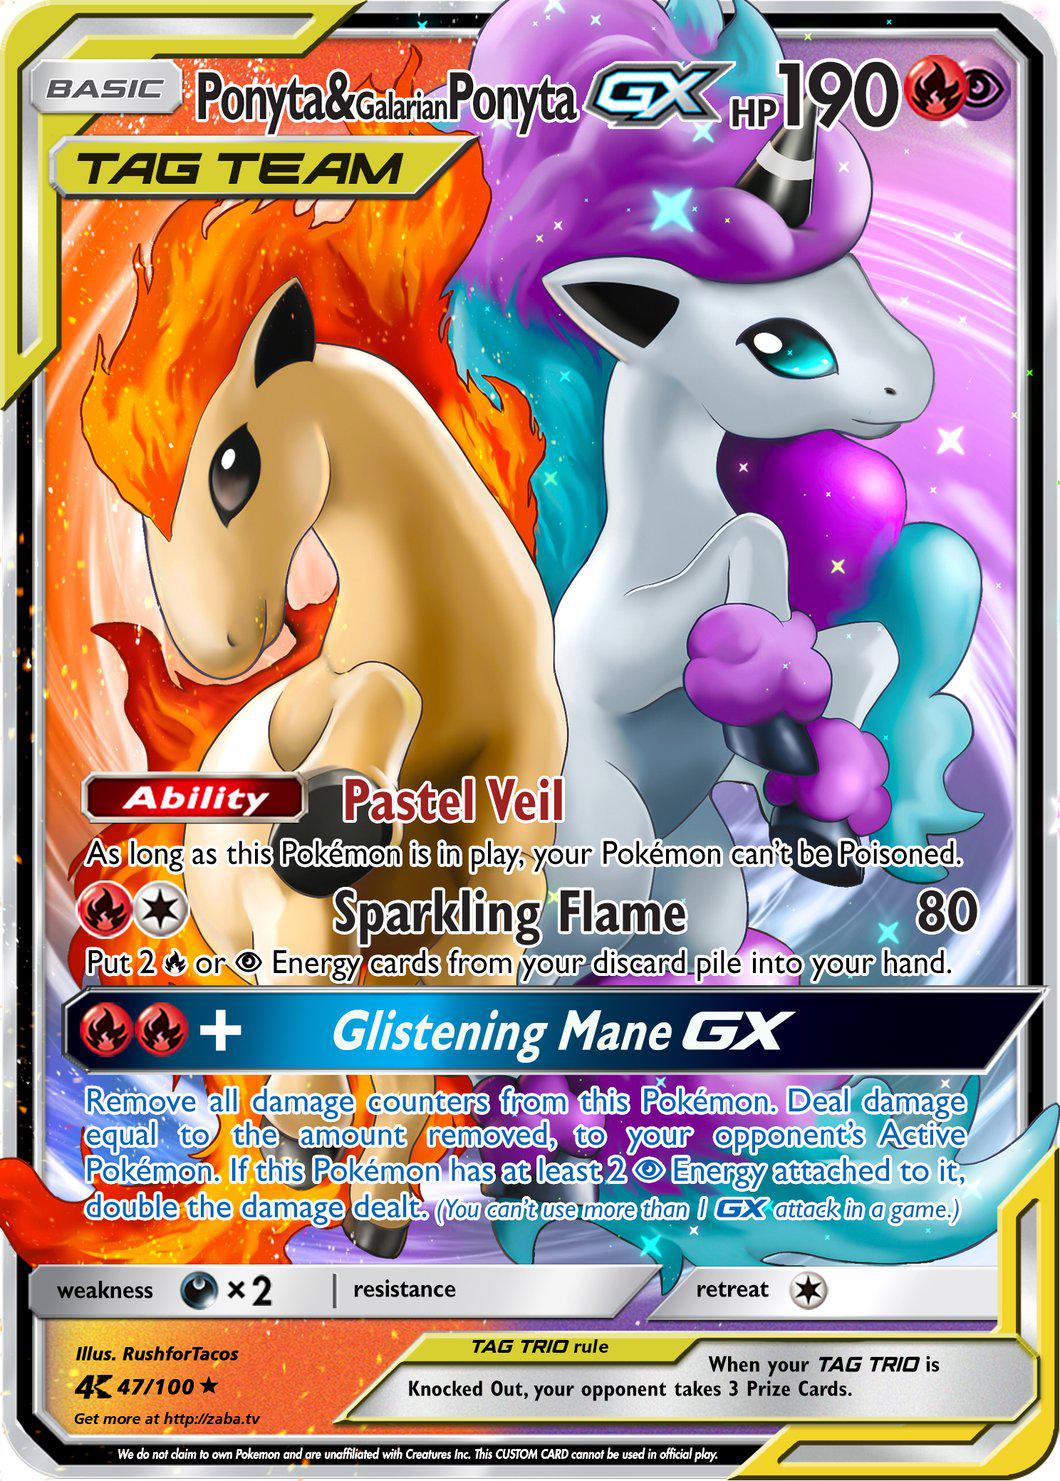 BASIC Ponyta&GalarianPonyta GX HP190
TAG TEAM
Ability Pastel Veil
As long as this Pokémon is in play, your Pokémon can't be Poisoned.
Sparkling Flame 80
Put 2 or Energy cards from your discard pile into your hand.
+ Glistening Mane GX
Remove all damage counters from this Pokémon. Deal damage
equal to the amount removed, to your opponent's Active
Pokémon. If this Pokémon has at least 2 Energy attached to it,
double the damage dealt. (You can't use more than 1 GX attack in a game.)
weakness ×2 resistance retreat
Illus. RushforTacos
4K 47/100 ★
Get more at http://zaba.tv
TAG TRIO rule
When your TAG TRIO is
Knocked Out, your opponent takes 3 Prize Cards.
We do not claim to own Pokemon and are unaffiliated with Creatures Inc. This CUSTOM CARD cannot be used in official play.